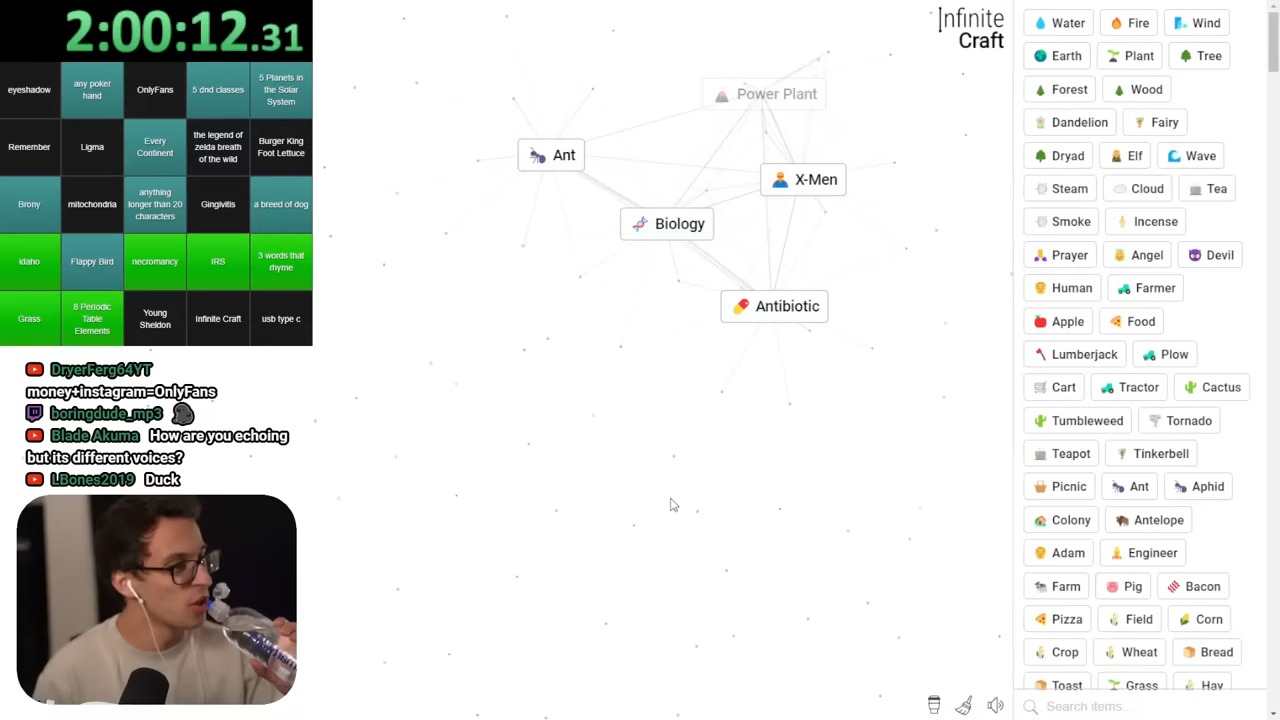 2:00:12.31
eyeshadow
any poker
hand
OnlyFans
5 dnd classes
5 Planets in
the Solar
System
Remember
Ligma
Every
Continent
the legend of
zelda breath
of the wild
Burger King
Foot Lettuce
Brony
mitochondria
anything
longer than 20
characters
Gingivitis
a breed of dog
idaho
Flappy Bird
necromancy
IRS
3 words that
rhyme
Grass
8 Periodic
Table
Elements
Young
Sheldon
Infinite Craft
usb type c
DryerFerg64YT
money+instagram=OnlyFans
boringdude_mp3
Blade Akuma How are you echoing
but its different voices?
LBones2019 Duck
Infinite
Craft
Power Plant
Ant
X-Men
Biology
Antibiotic
Water Fire Wind
Earth Plant Tree
Forest Wood
Dandelion Fairy
Dryad Elf Wave
Steam Cloud Tea
Smoke Incense
Prayer Angel Devil
Human Farmer
Apple Food
Lumberjack Plow
Cart Tractor Cactus
Tumbleweed Tornado
Teapot Tinkerbell
Picnic Ant Aphid
Colony Antelope
Adam Engineer
Farm Pig Bacon
Pizza Field Corn
Crop Wheat Bread
Toast Grass Hay
Search items...